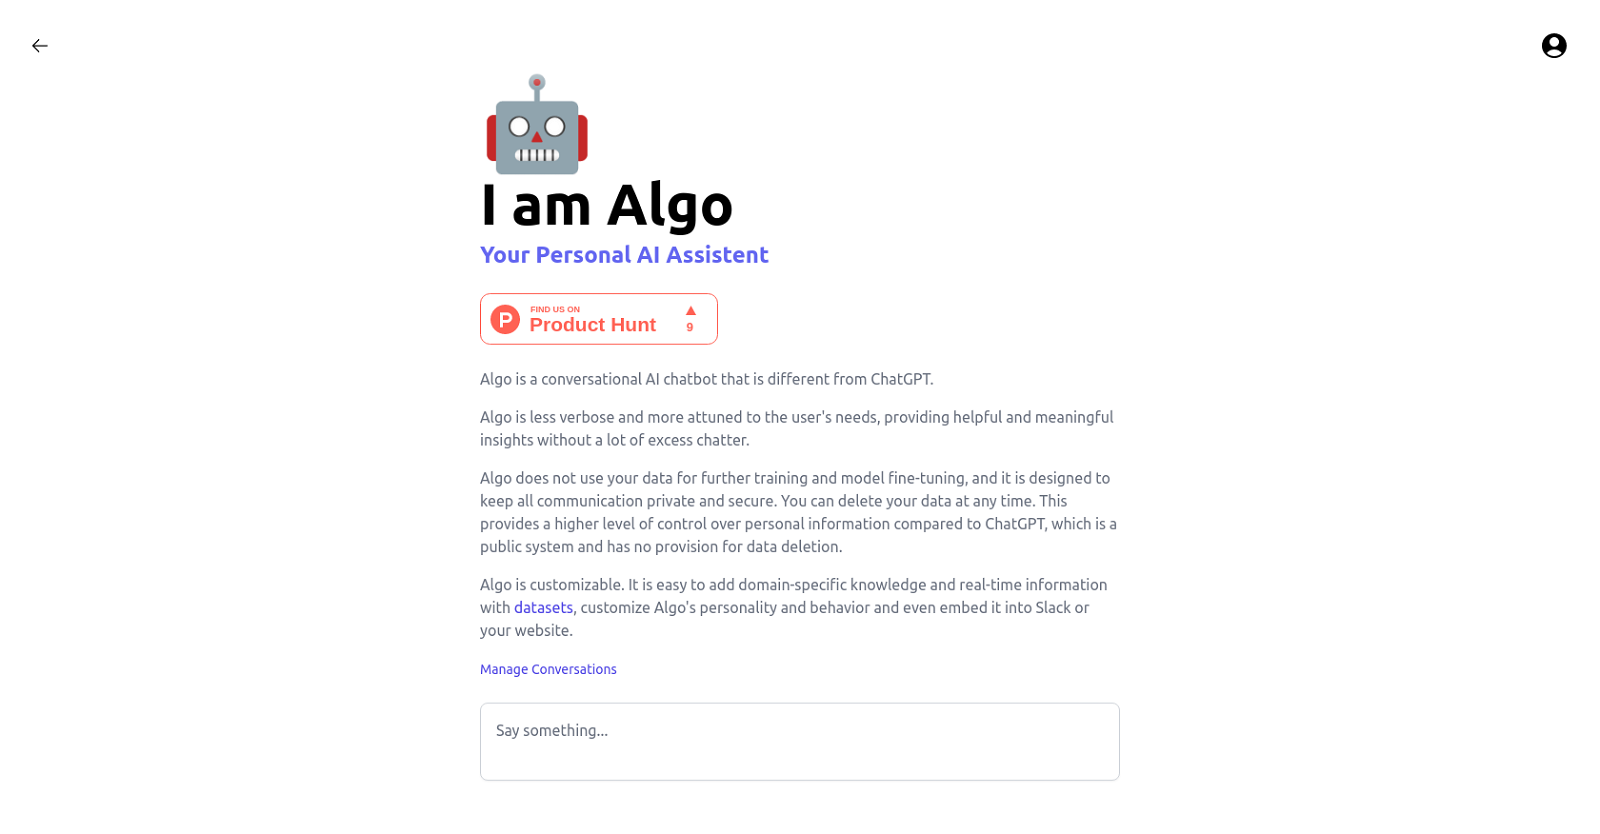 I am Algo
Your Personal AI Assistent
FIND US ON
Product Hunt
9
Algo is a conversational AI chatbot that is different from ChatGPT.
Algo is less verbose and more attuned to the user's needs, providing helpful and meaningful
insights without a lot of excess chatter.
Algo does not use your data for further training and model fine-tuning, and it is designed to
keep all communication private and secure. You can delete your data at any time. This
provides a higher level of control over personal information compared to ChatGPT, which is a
public system and has no provision for data deletion.
Algo is customizable. It is easy to add domain-specific knowledge and real-time information
with datasets, customize Algo's personality and behavior and even embed it into Slack or
your website.
Manage Conversations
Say something...